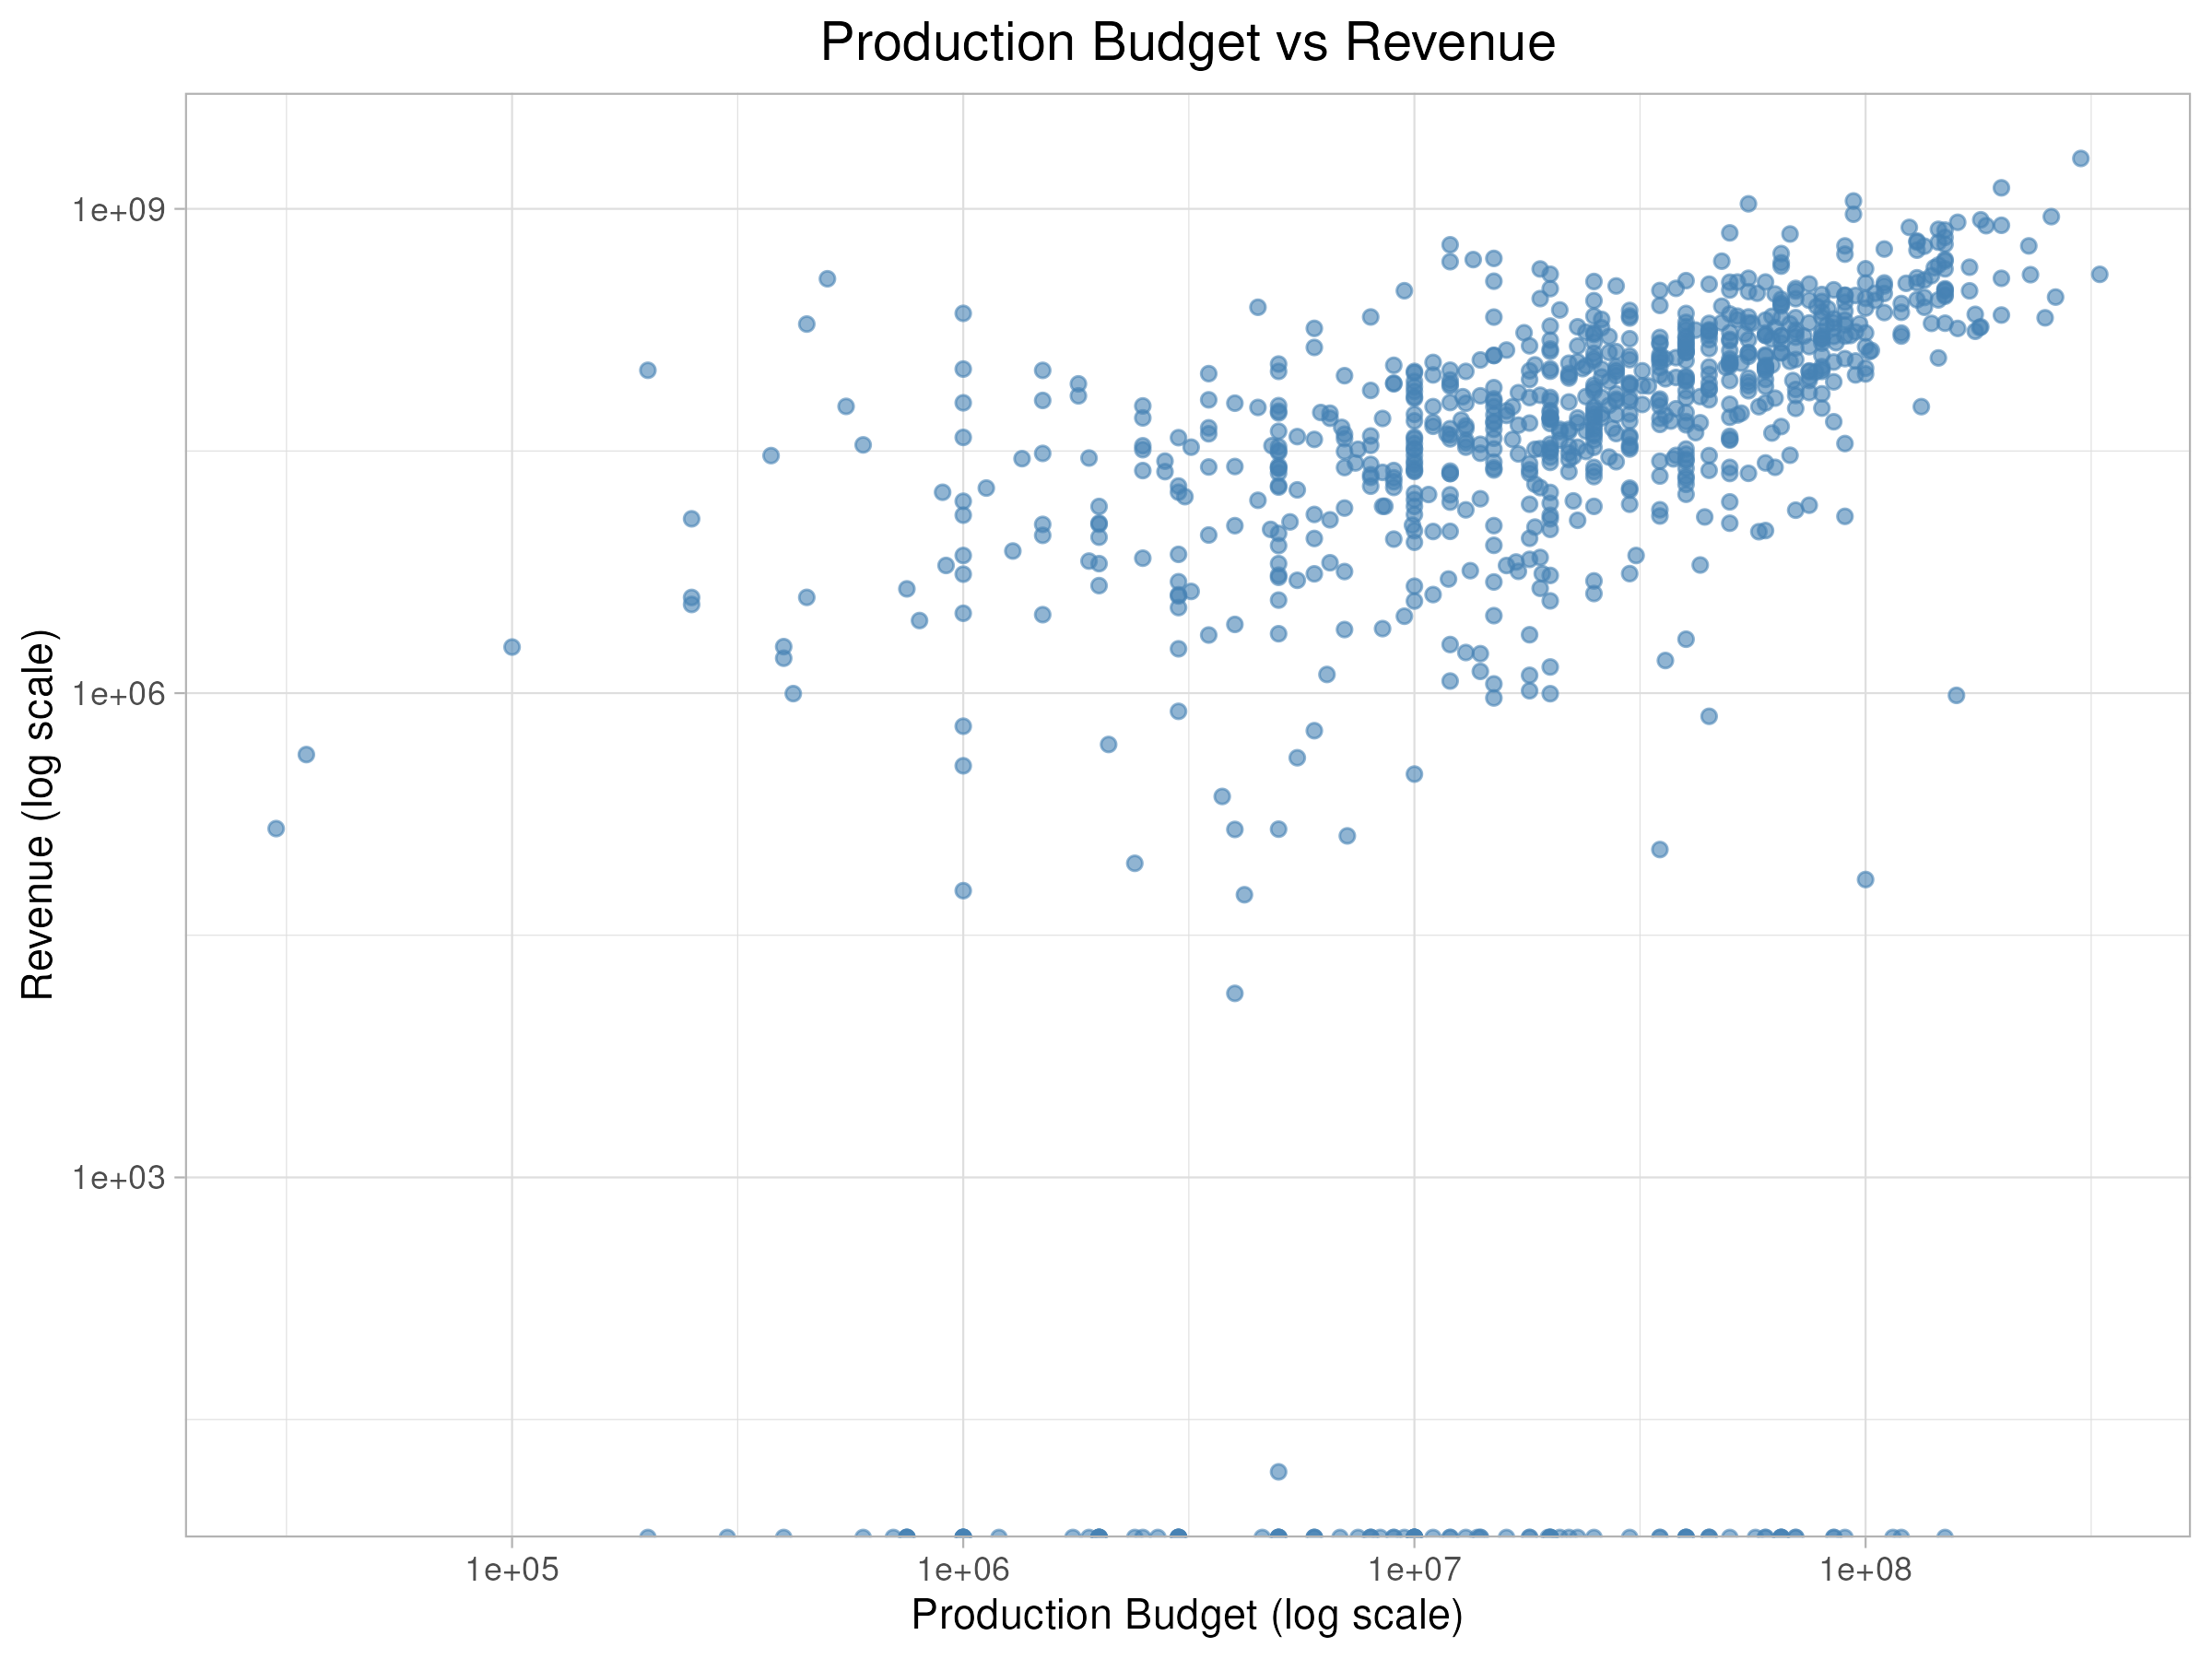 Production Budget vs Revenue
Revenue (log scale)
1e+09
1e+06
1e+03
1e+05
1e+06
1e+07
1e+08
Production Budget (log scale)